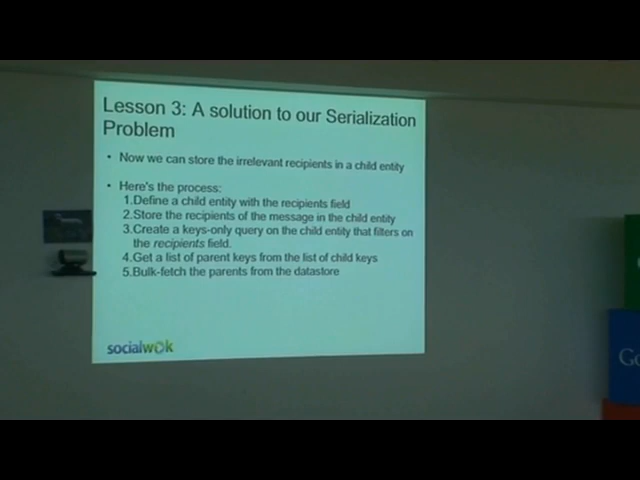 Lesson 3: A solution to our Serialization
Problem
• Now we can store the irrelevant recipients in a child entity
• Here's the process:
1.Define a child entity with the recipients field
2.Store the recipients of the message in the child entity
3.Create a keys-only query on the child entity that filters on
the recipients field.
4.Get a list of parent keys from the list of child keys
5.Bulk-fetch the parents from the datastore
socialwok
Go